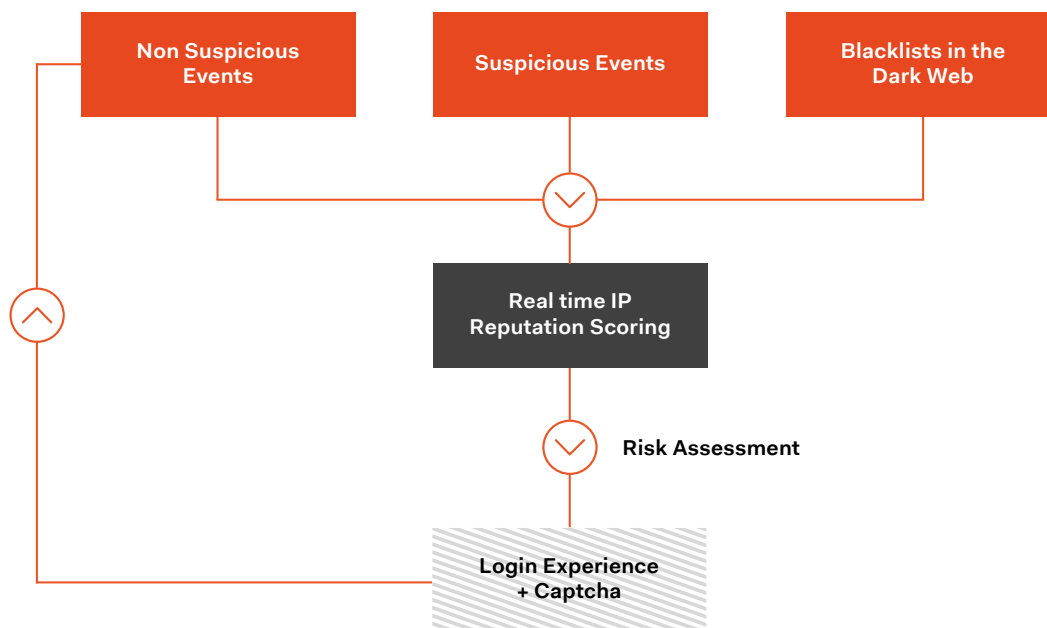 Non Suspicious
Events
Suspicious Events
Blacklists in the
Dark Web
Real time IP
Reputation Scoring
Risk Assessment
Login Experience
+ Captcha